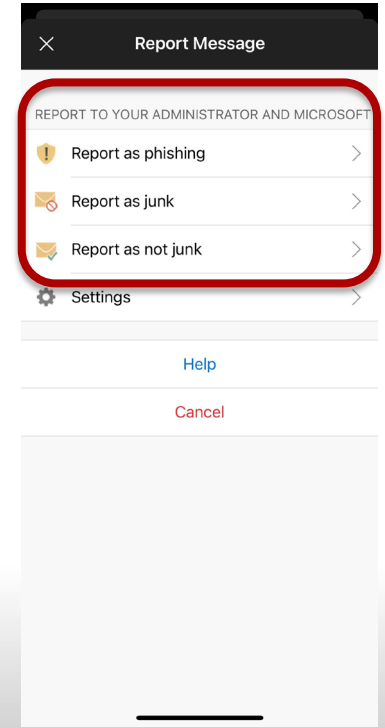 Report Message
REPORT TO YOUR ADMINISTRATOR AND MICROSOFT
Report as phishing
Report as junk
Report as not junk
Settings
Help
Cancel